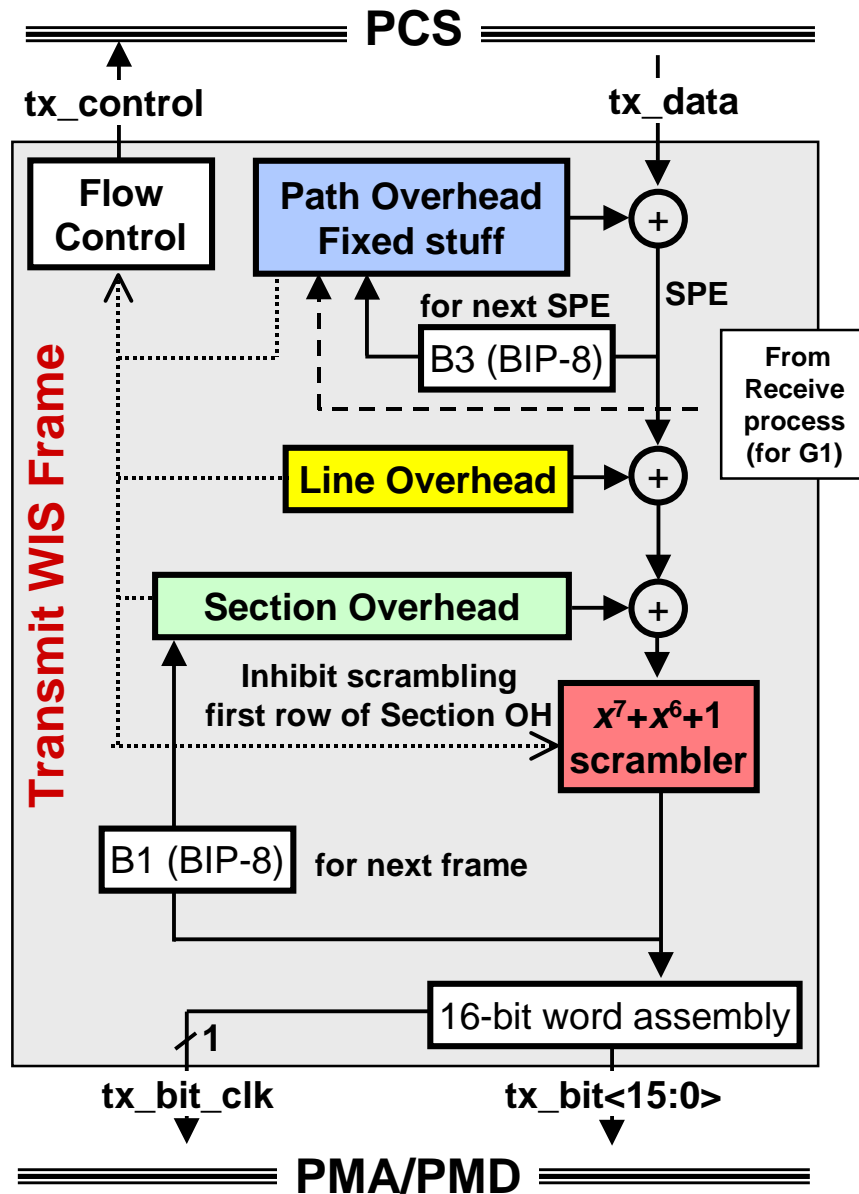 PCS
tx_control
tx_data
Flow
Control
Path Overhead
Fixed stuff
+
for next SPE
SPE
B3 (BIP-8)
From
Receive
process
(for G1)
Transmit WIS Frame
Line Overhead
+
Section Overhead
+
Inhibit scrambling
first row of Section OH
x⁷+x⁶+1
scrambler
B1 (BIP-8)
for next frame
16-bit word assembly
1
tx_bit_clk
tx_bit<15:0>
PMA/PMD